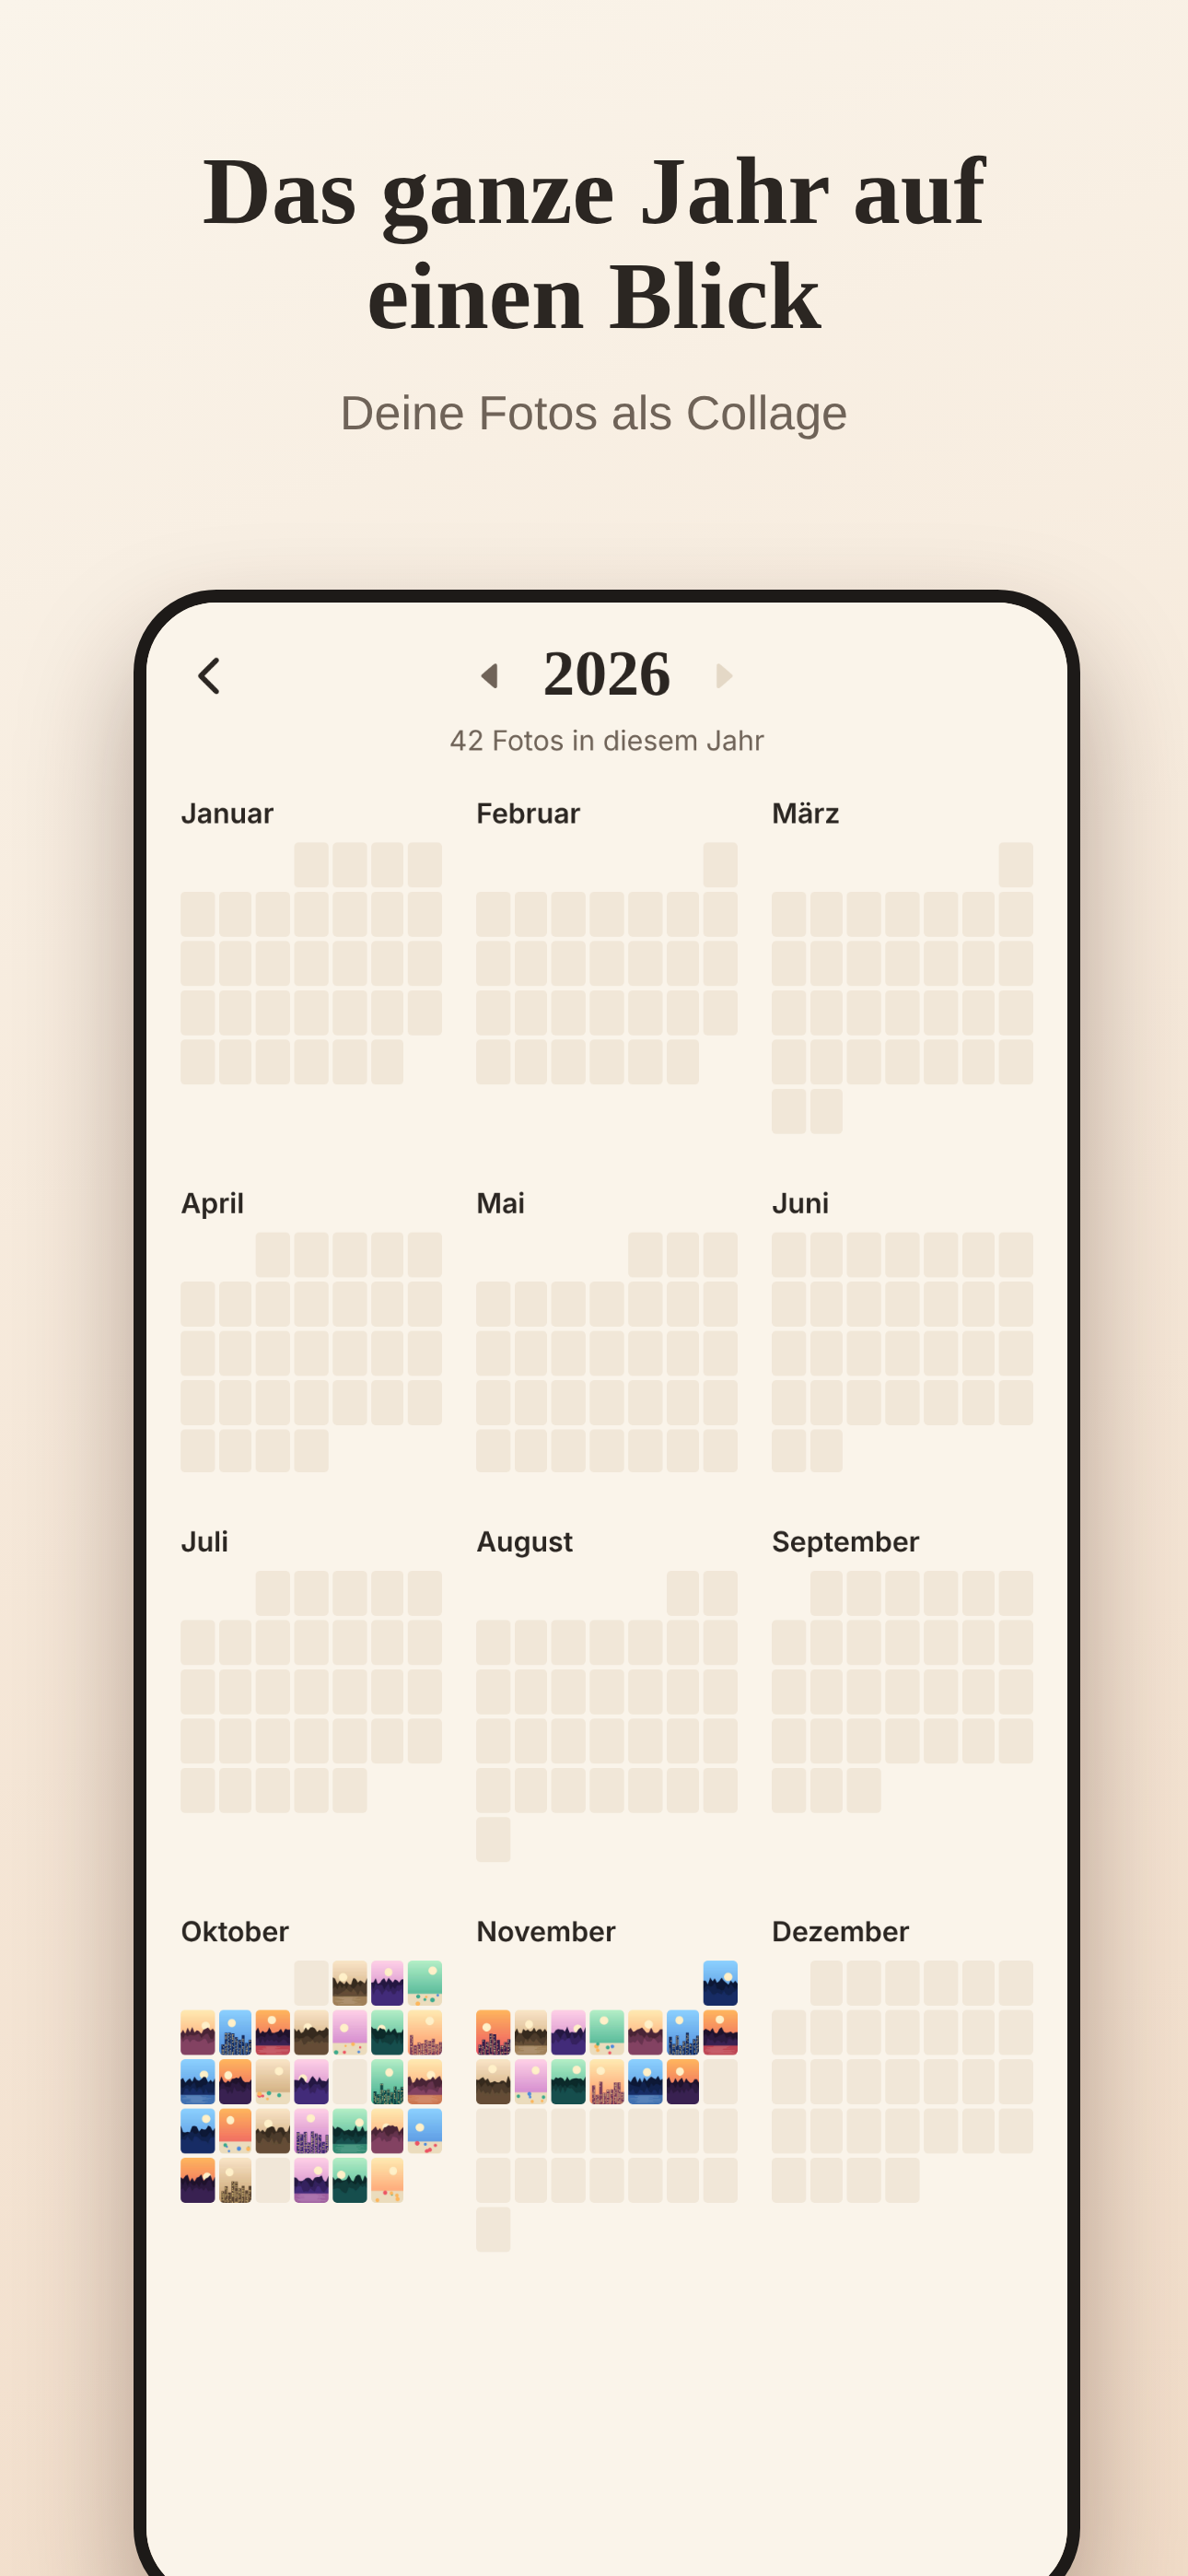 Das ganze Jahr auf
einen Blick
Deine Fotos als Collage
2026
42 Fotos in diesem Jahr
Januar
Februar
März
April
Mai
Juni
Juli
August
September
Oktober
November
Dezember